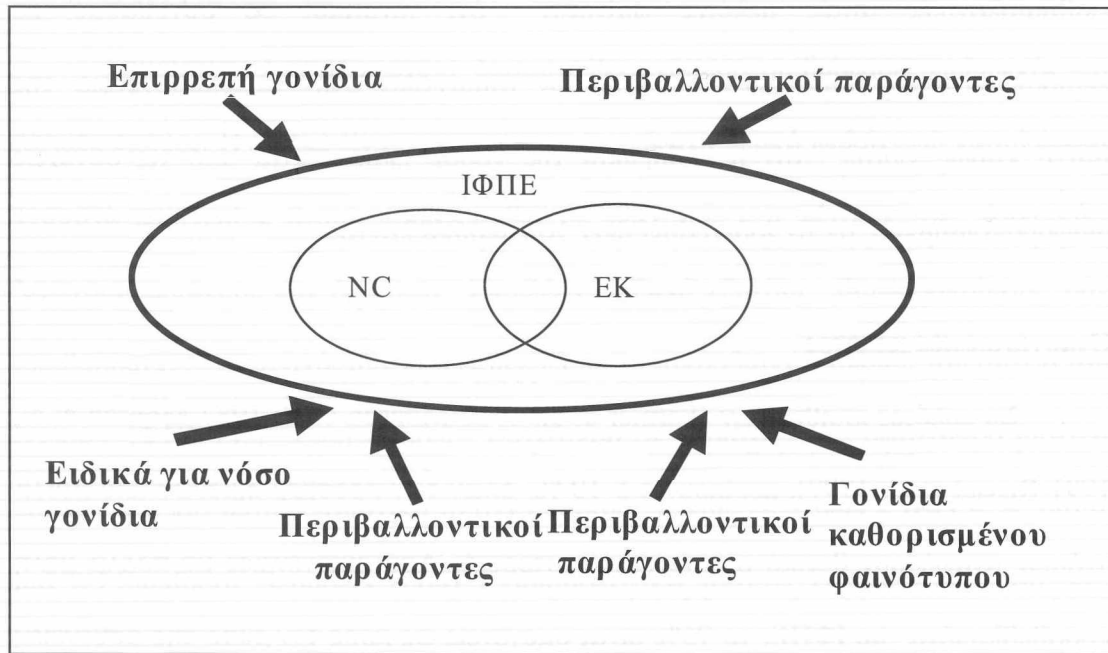 Επιρρεπή γονίδια
Περιβαλλοντικοί παράγοντες
ΙΦΠΕ
NC
ΕΚ
Ειδικά για νόσο
γονίδια
Περιβαλλοντικοί
παράγοντες
Περιβαλλοντικοί
παράγοντες
Γονίδια
καθορισμένου
φαινότυπου